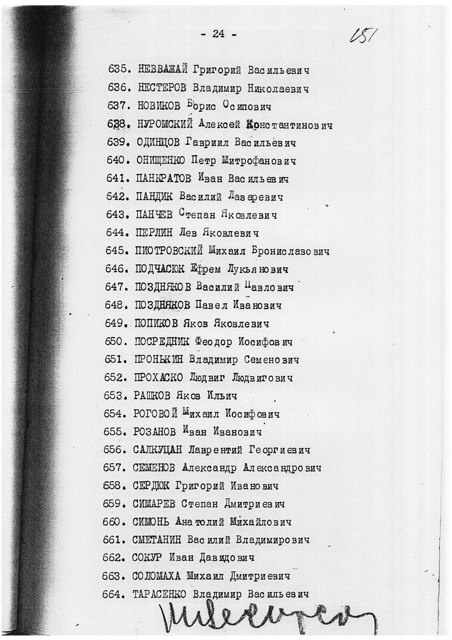 - 24 -
151
635. НЕВВАЖАЙ Григорий Васильевич
636. НЕСТЕРОВ Владимир Николаевич
637. НОВИКОВ Борис Осипович
638. НУРОМСКИЙ Алексей Константинович
639. ОДИНЦОВ Гавриил Васильевич
640. ОНИЩЕНКО Петр Митрофанович
641. ПАНКРАТОВ Иван Васильевич
642. ПАНДИК Василий Лазаревич
643. ПАНЧЕВ Степан Яковлевич
644. ПЕРЛИН Лев Яковлевич
645. ПИОТРОВСКИЙ Михаил Брониславович
646. ПОДЧАСЮК Ефрем Лукьянович
647. ПОЗДНЯКОВ Василий Павлович
648. ПОЗДНЯКОВ Павел Иванович
649. ПОПИКОВ Яков Яковлевич
650. ПОСРЕДНИК Феодор Иосифович
651. ПРОНЬКИН Владимир Семенович
652. ПРОХАСКО Людвиг Людвигович
653. РАШКОВ Яков Ильич
654. РОГОВОЙ Михаил Иосифович
655. РОЗАНОВ Иван Иванович
656. САЛКУЦАН Лаврентий Георгиевич
657. СЕМЕНОВ Александр Александрович
658. СЕРДЮК Григорий Иванович
659. СИМАРЕВ Степан Дмитриевич
660. СИМОНЬ Анатолий Михайлович
661. СМЕТАНИН Василий Владимирович
662. СОКУР Иван Давидович
663. СОЛОМАХА Михаил Дмитриевич
664. ТАРАСЕНКО Владимир Васильевич